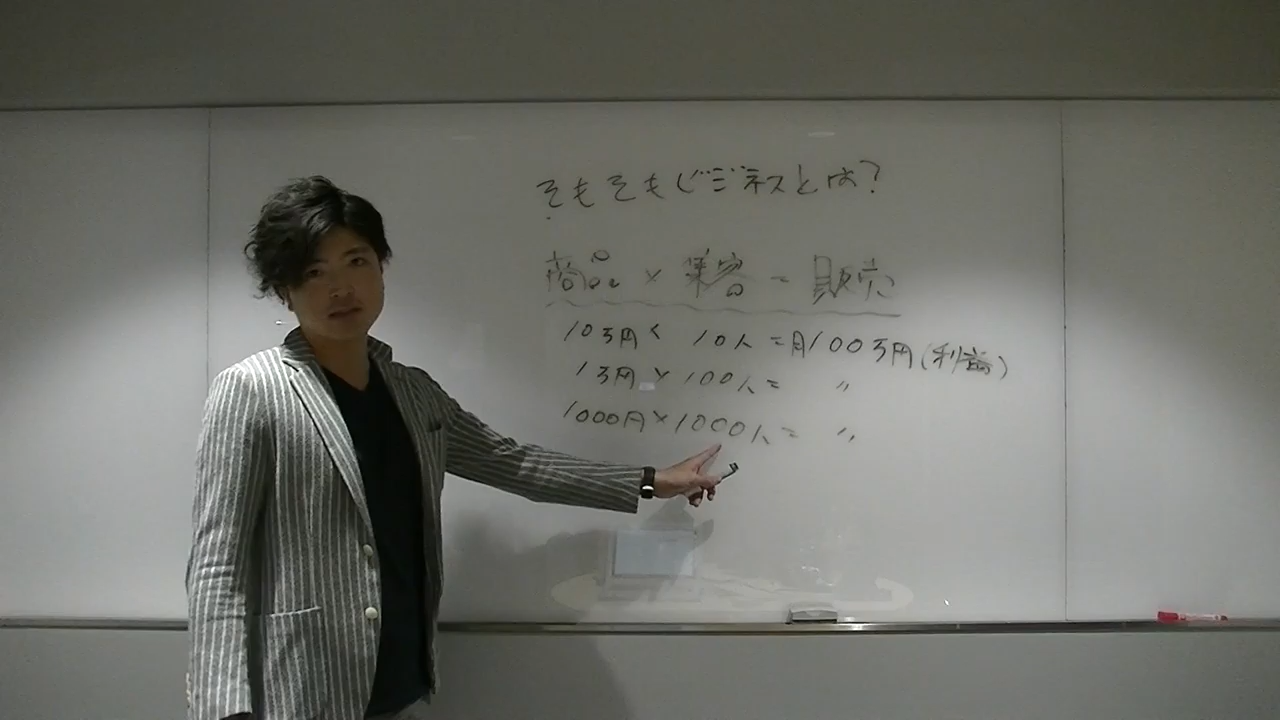 そもそもビジネスとは?
商品 × 集客 = 販売
10万円 × 10人 = 月100万円(利益)
1万円 × 100人 = 〃
1000円 × 1000人 = 〃